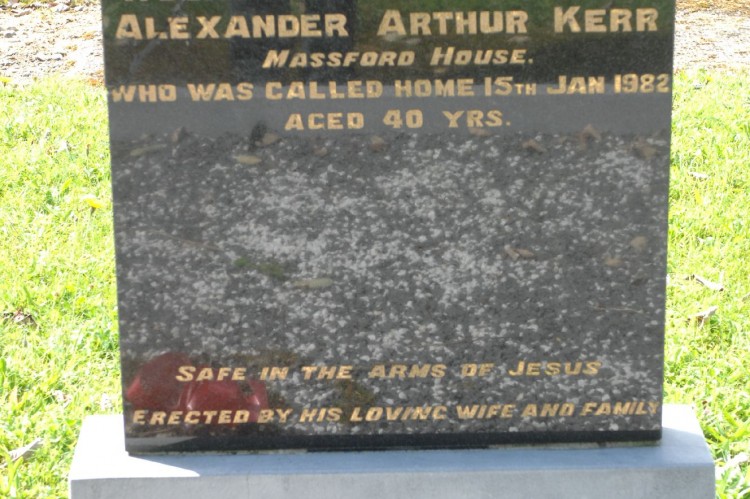 ALEXANDER ARTHUR KERR
MASSFORD HOUSE.
WHO WAS CALLED HOME 15TH JAN 1982
AGED 40 YRS.
SAFE IN THE ARMS OF JESUS
ERECTED BY HIS LOVING WIFE AND FAMILY